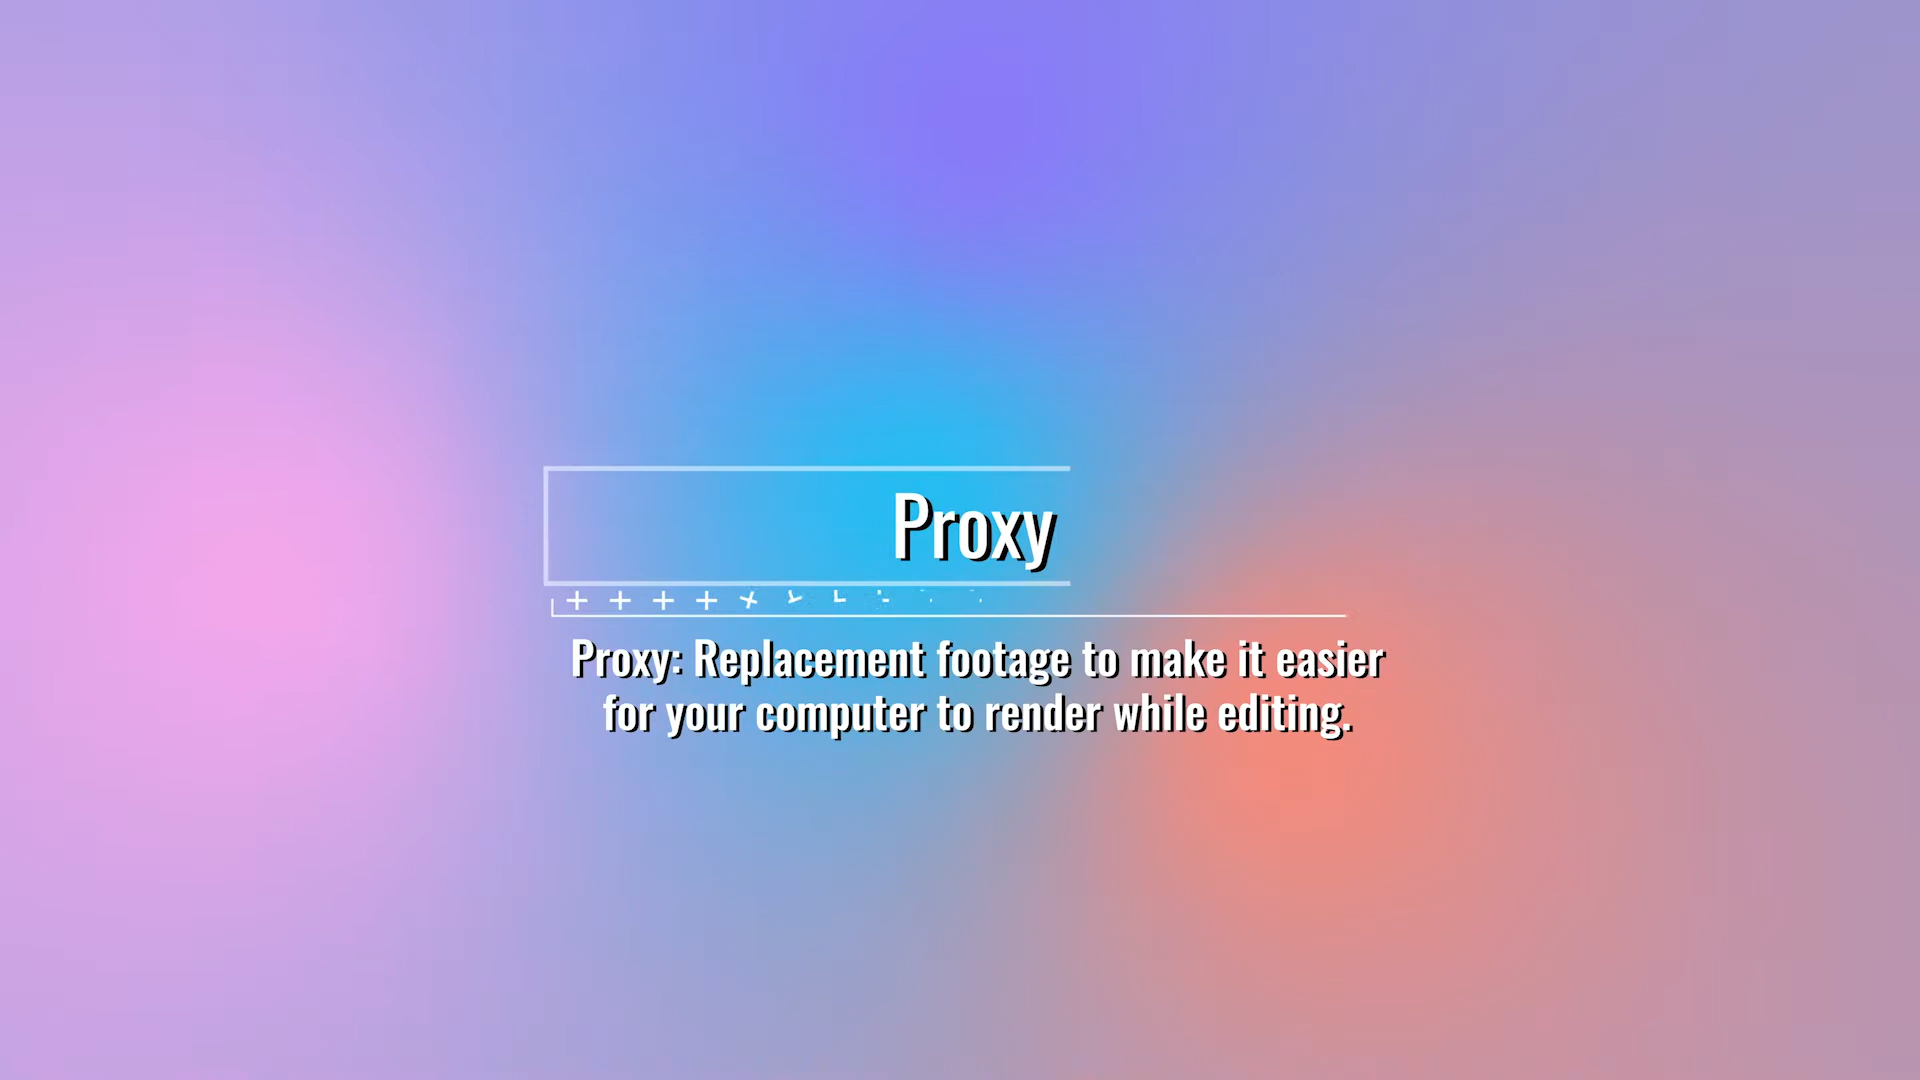 Proxy
Proxy: Replacement footage to make it easier
for your computer to render while editing.